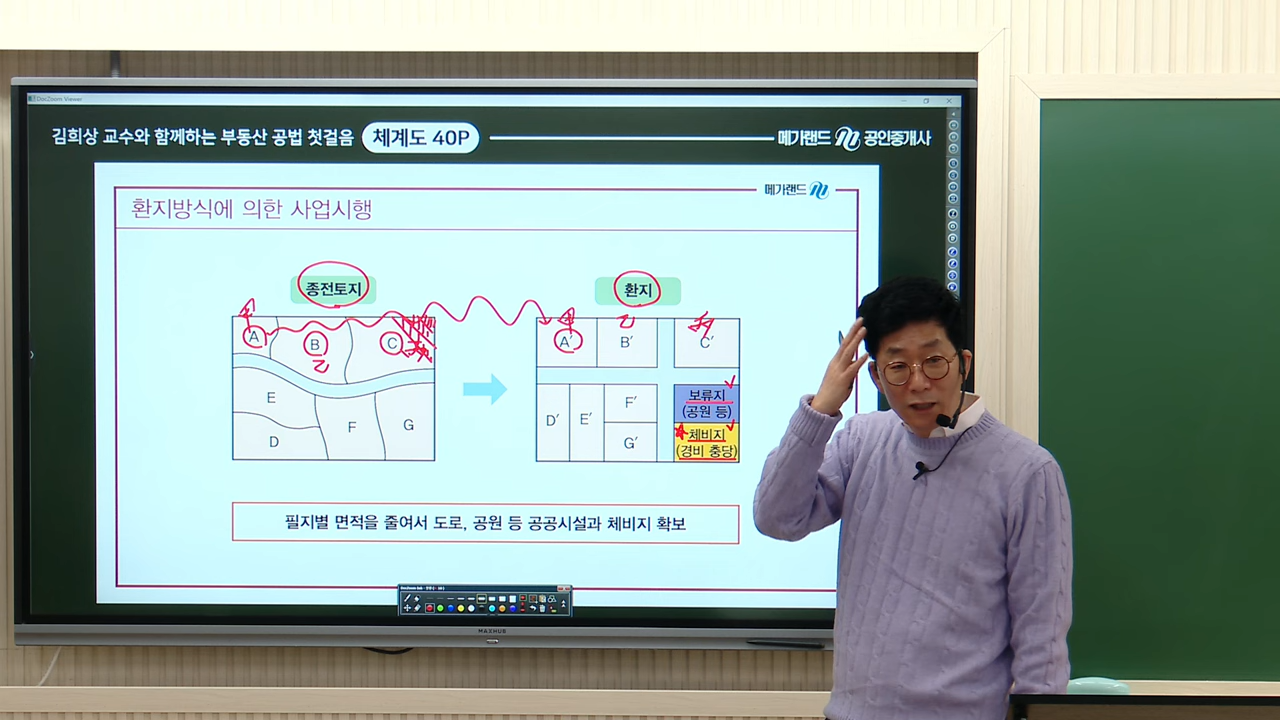 DocZoom Viewer
김희상 교수와 함께하는 부동산 공법 첫걸음 체계도 40P
메가랜드 공인중개사
메가랜드
환지방식에 의한 사업시행
종전토지
환지
A
B
C
E
D
F
G
A′
B′
C′
D′
E′
F′
G′
보류지
(공원 등)
체비지
(경비 충당)
필지별 면적을 줄여서 도로, 공원 등 공공시설과 체비지 확보
MAXHUB